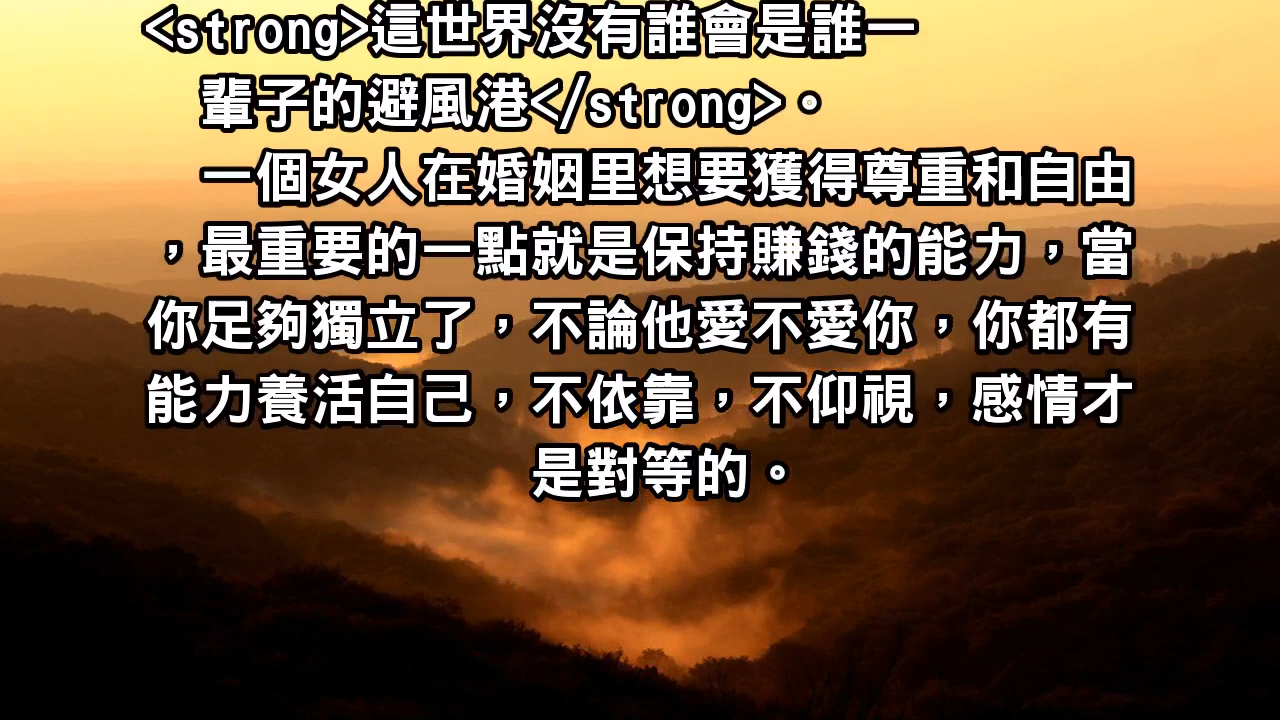 <strong>這世界沒有誰會是誰一
輩子的避風港</strong>。
一個女人在婚姻里想要獲得尊重和自由
，最重要的一點就是保持賺錢的能力，當
你足夠獨立了，不論他愛不愛你，你都有
能力養活自己，不依靠，不仰視，感情才
是對等的。